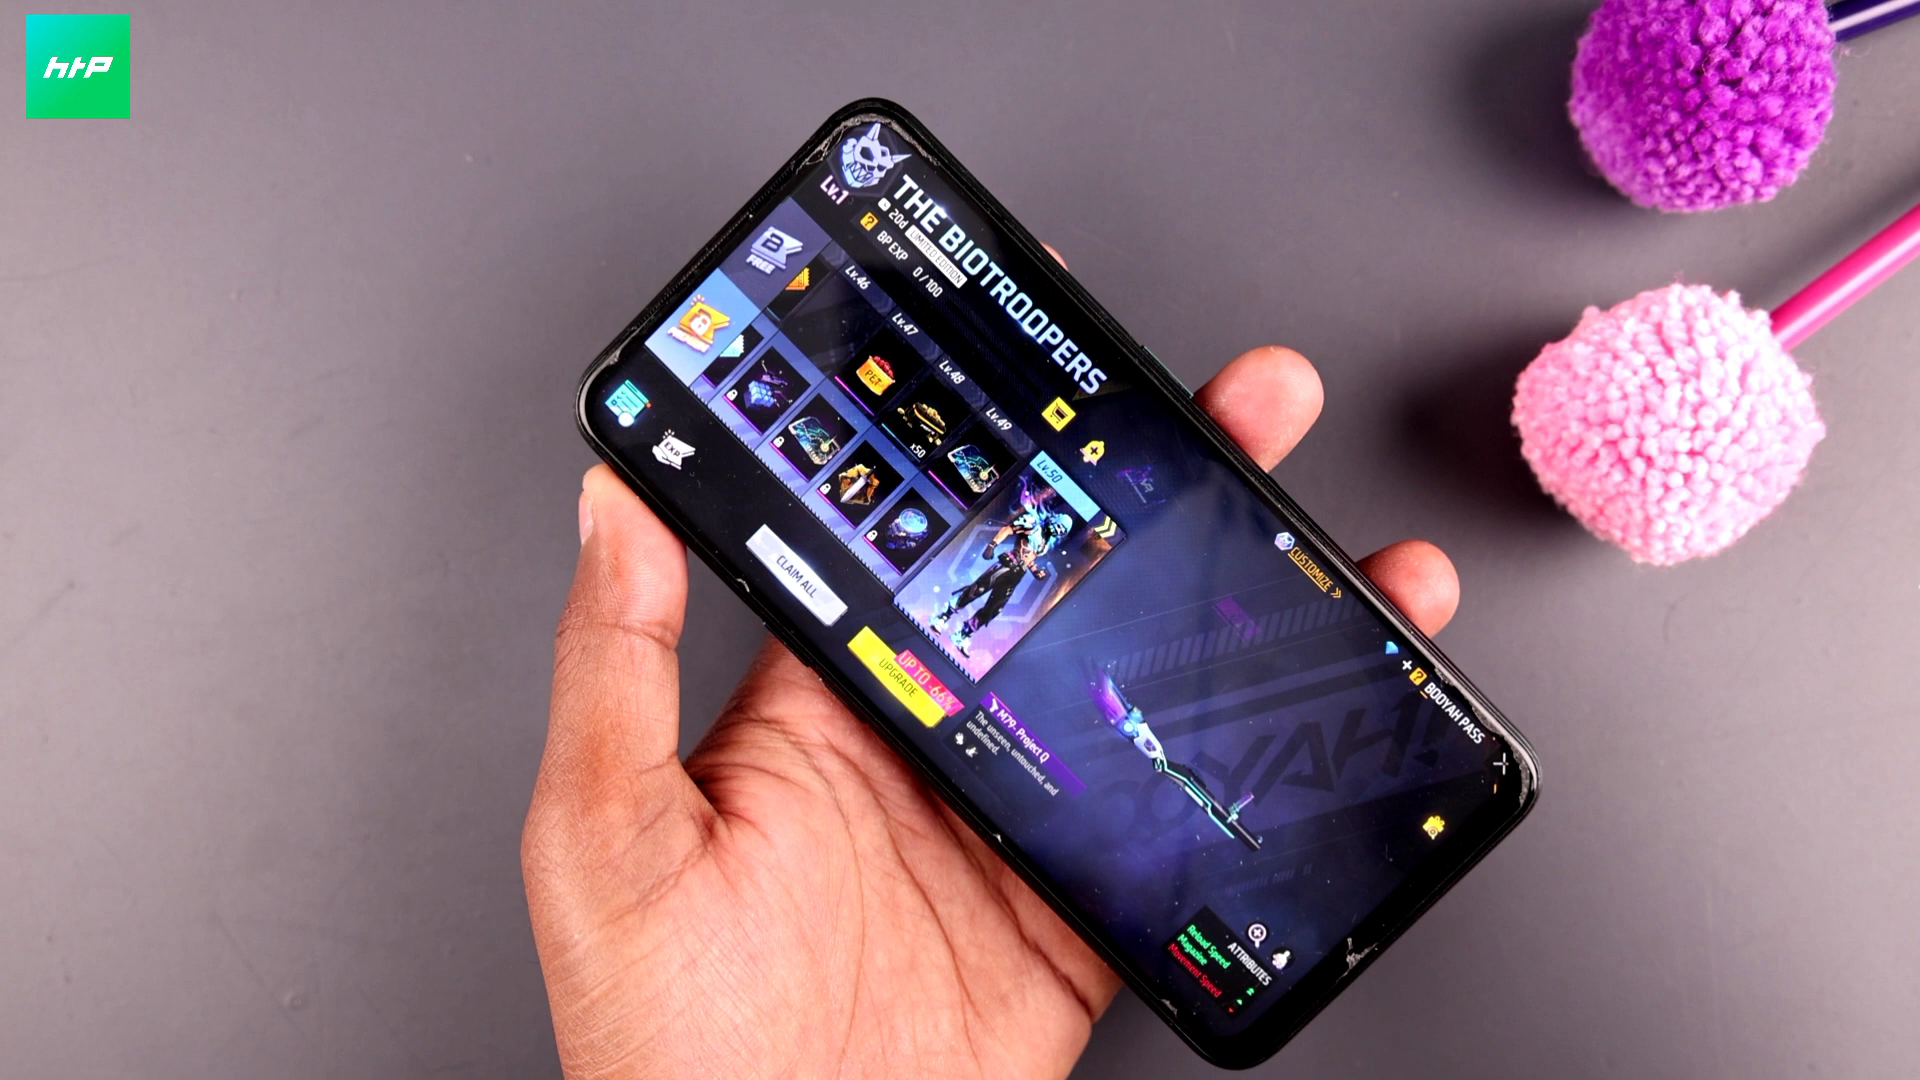 htP
Lv.1
THE BIOTROOPERS
20d
LIMITED EDITION
BP EXP 0/100
FREE
Lv.46
Lv.47
Lv.48
Lv.49
Lv.50
PET
x50
EXP
CLAIM ALL
UPGRADE
UP TO -66%
M79- Project Q
The unseen, untouched, and
undefined.
CUSTOMIZE
BOOYAH PASS
ATTRIBUTES
Reload Speed
Magazine
Movement Speed